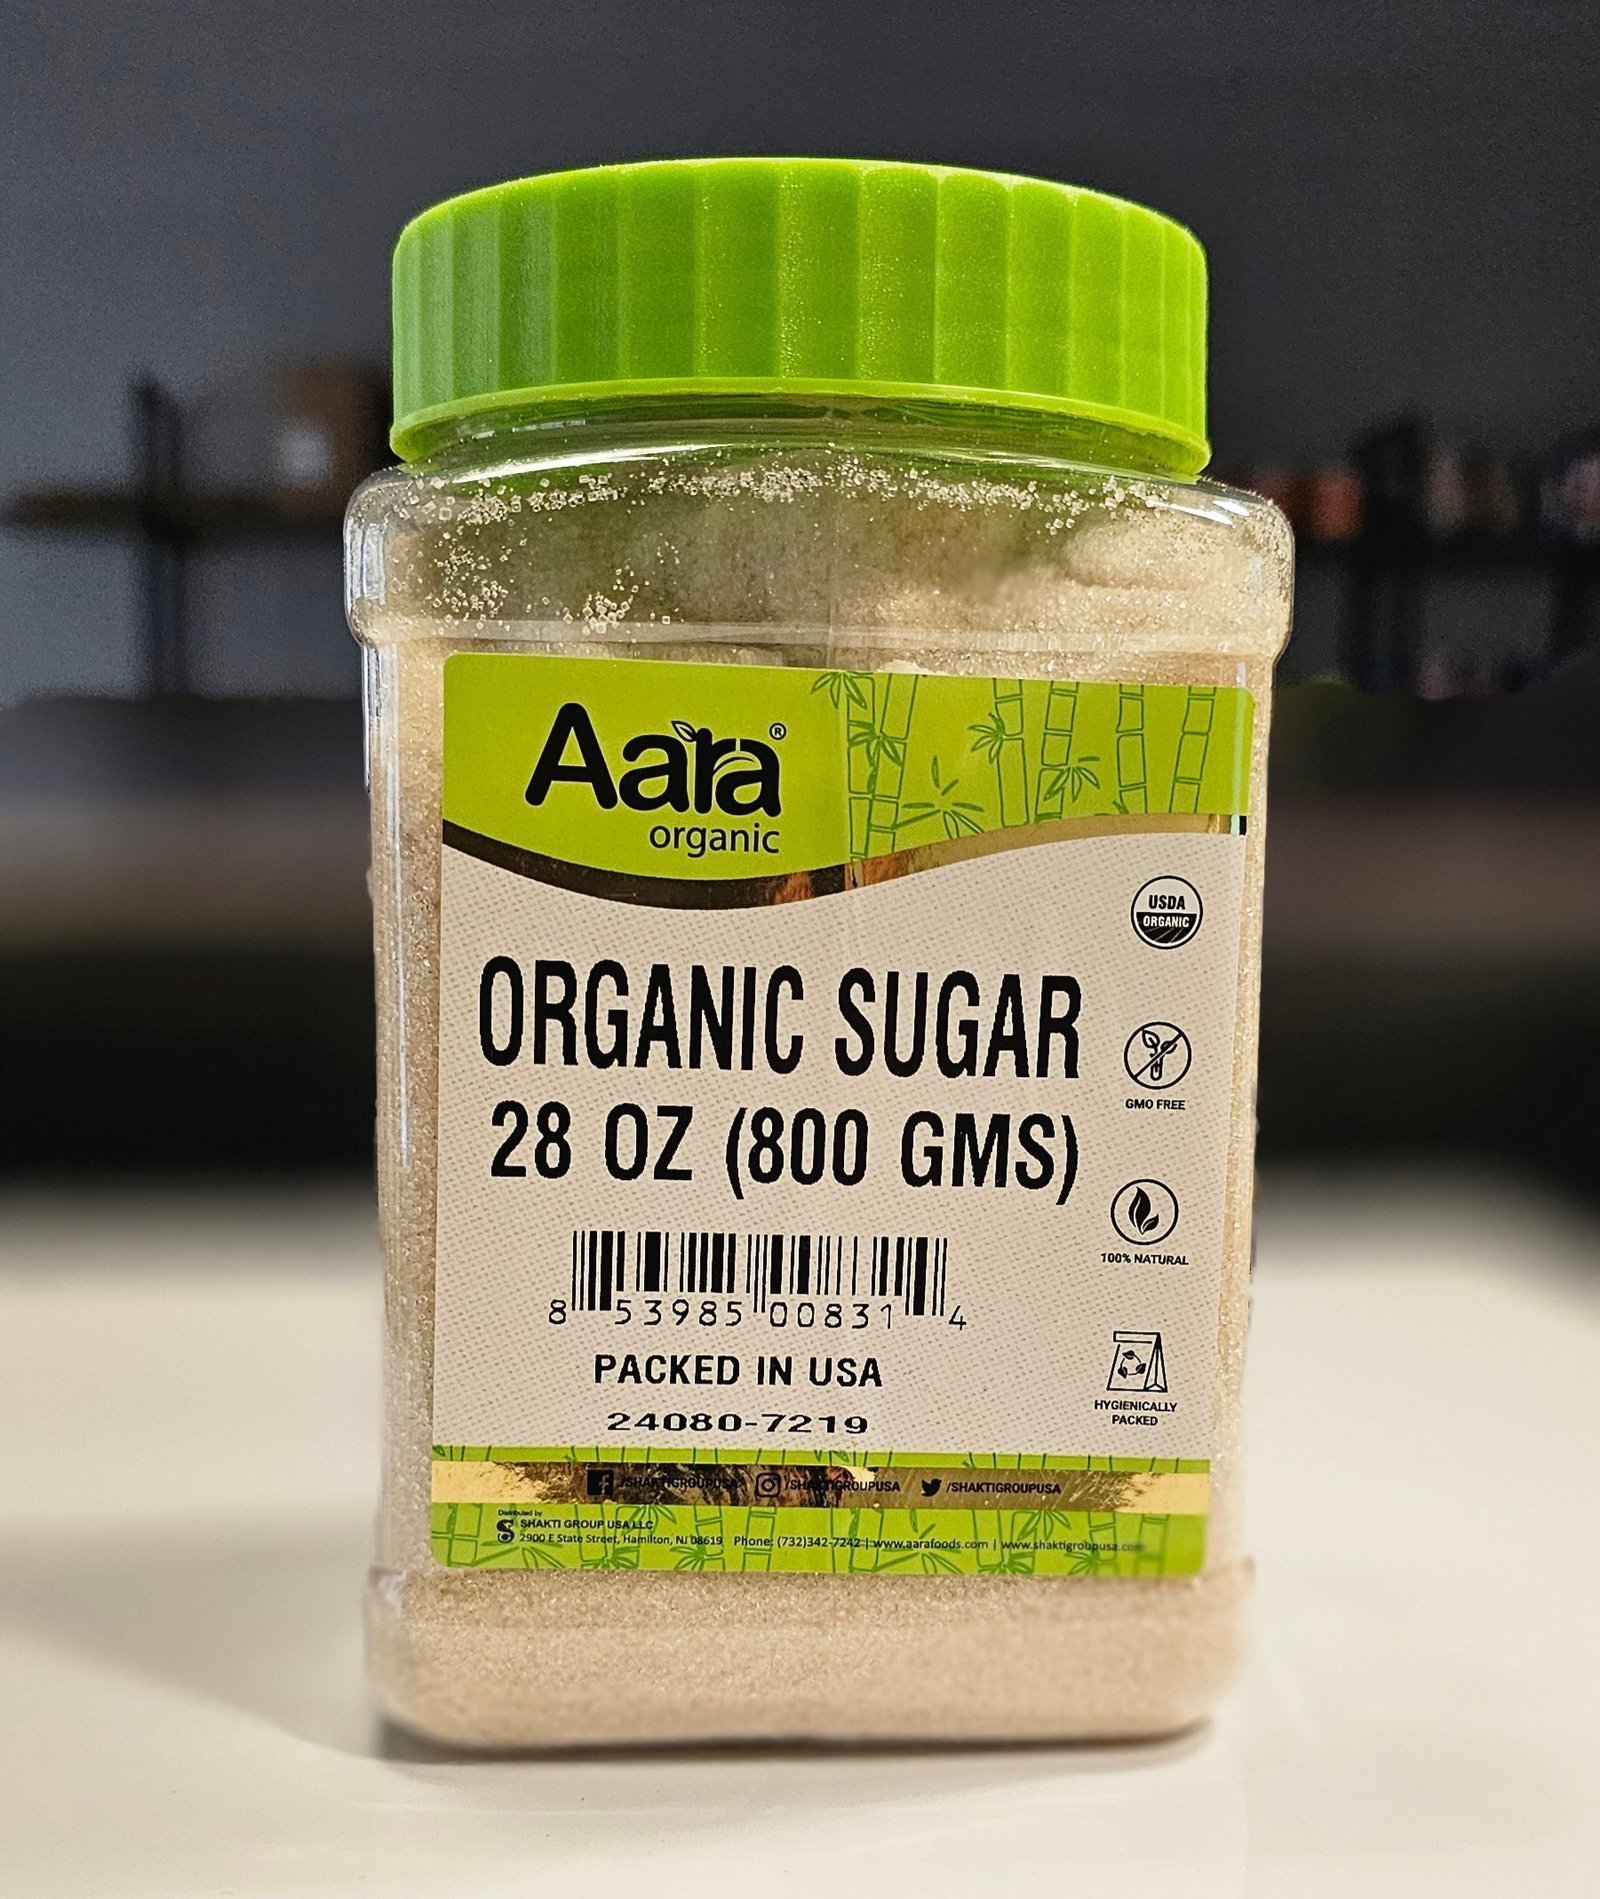 Aara®
organic
USDA
ORGANIC
ORGANIC SUGAR
28 OZ (800 GMS)
GMO FREE
100% NATURAL
8 53985 00831 4
PACKED IN USA
24080-7219
HYGIENICALLY
PACKED
/SHAKTIGROUPUSA /SHAKTIGROUPUSA /SHAKTIGROUPUSA
Distributed by
SHAKTI GROUP USA LLC
2900 E State Street, Hamilton, NJ 08619 Phone: (732)342-7242 | www.aarafoods.com | www.shaktigroupusa.com